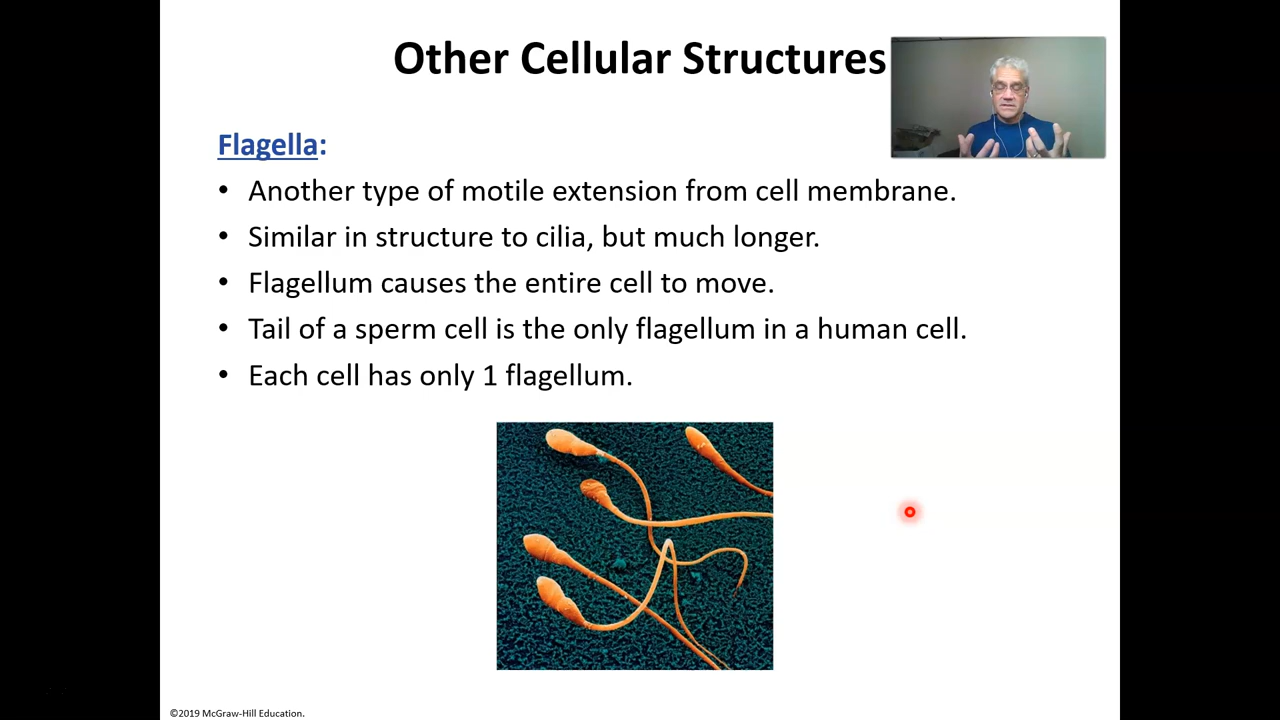 Other Cellular Structures
Flagella:
• Another type of motile extension from cell membrane.
• Similar in structure to cilia, but much longer.
• Flagellum causes the entire cell to move.
• Tail of a sperm cell is the only flagellum in a human cell.
• Each cell has only 1 flagellum.
©2019 McGraw-Hill Education.